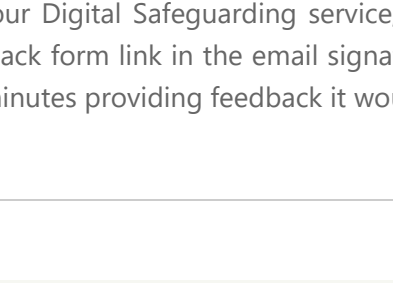 our Digital Safeguarding service,
ack form link in the email signa
minutes providing feedback it wou